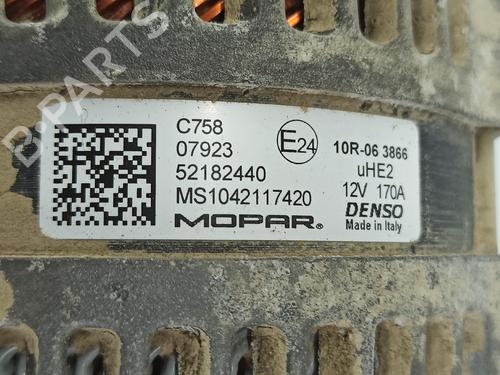 B-PARTS
C758
07923
52182440
MS1042117420
MOPAR®
E24
10R-06 3866
uHE2
12V 170A
DENSO
Made in Italy